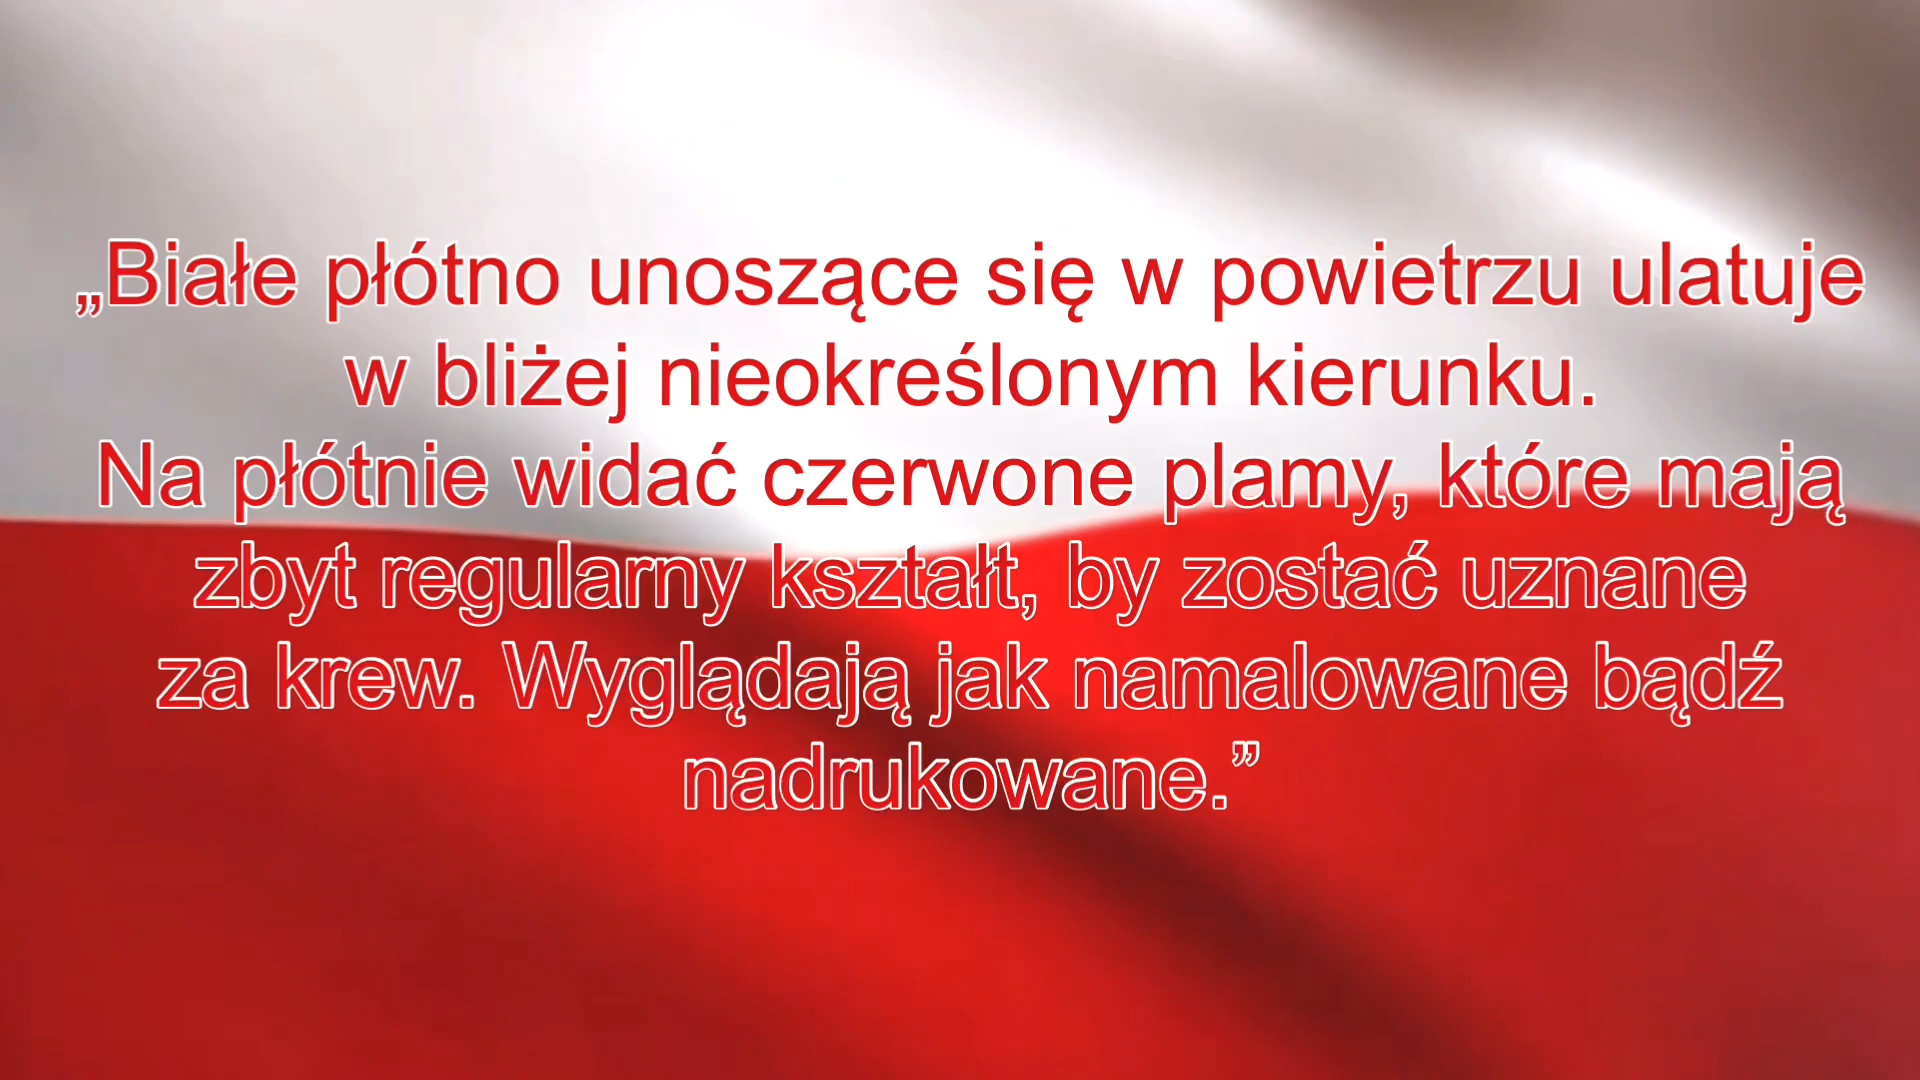 „Białe płótno unoszące się w powietrzu ulatuje
w bliżej nieokreślonym kierunku.
Na płótnie widać czerwone plamy, które mają
zbyt regularny kształt, by zostać uznane
za krew. Wyglądają jak namalowane bądź
nadrukowane.”